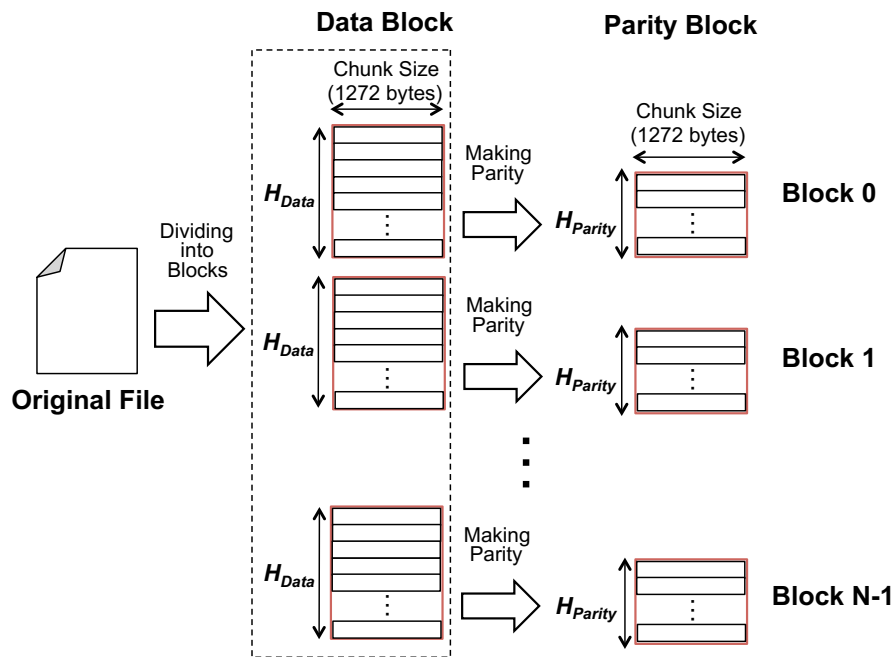 Data Block
Parity Block
Chunk Size
(1272 bytes)
Chunk Size
(1272 bytes)
Making
Parity
H_Data
H_Parity
Block 0
Dividing
into
Blocks
Original File
Making
Parity
H_Data
H_Parity
Block 1
Making
Parity
H_Data
H_Parity
Block N-1